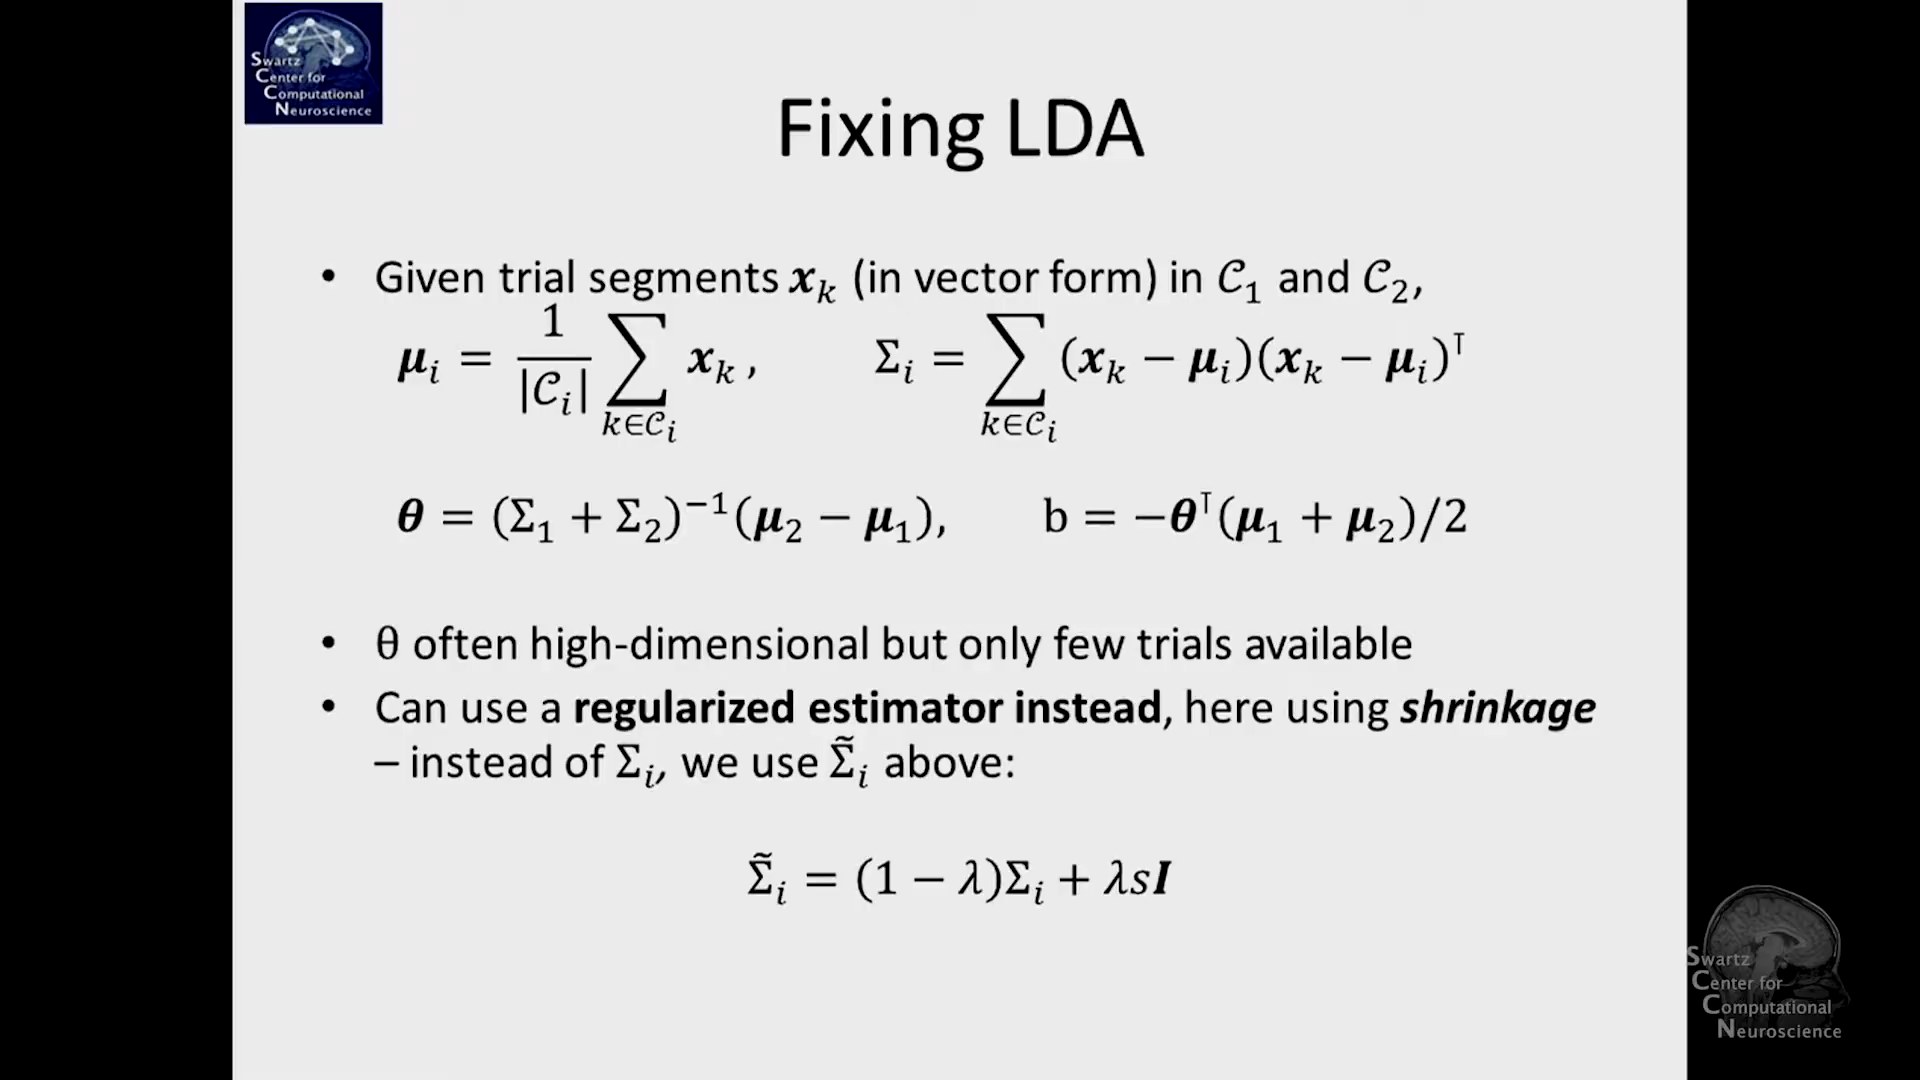 Swartz
Center for
Computational
Neuroscience
Fixing LDA
• Given trial segments 𝒙ₖ (in vector form) in 𝒞₁ and 𝒞₂,
𝝁ᵢ = 1/|𝒞ᵢ| ∑_{k∈𝒞ᵢ} 𝒙ₖ , Σᵢ = ∑_{k∈𝒞ᵢ} (𝒙ₖ − 𝝁ᵢ)(𝒙ₖ − 𝝁ᵢ)^⊺
𝜽 = (Σ₁ + Σ₂)⁻¹(𝝁₂ − 𝝁₁), b = −𝜽^⊺(𝝁₁ + 𝝁₂)/2
• θ often high-dimensional but only few trials available
• Can use a regularized estimator instead, here using shrinkage
– instead of Σᵢ, we use Σ̃ᵢ above:
Σ̃ᵢ = (1 − λ)Σᵢ + λs𝑰
Swartz
Center for
Computational
Neuroscience